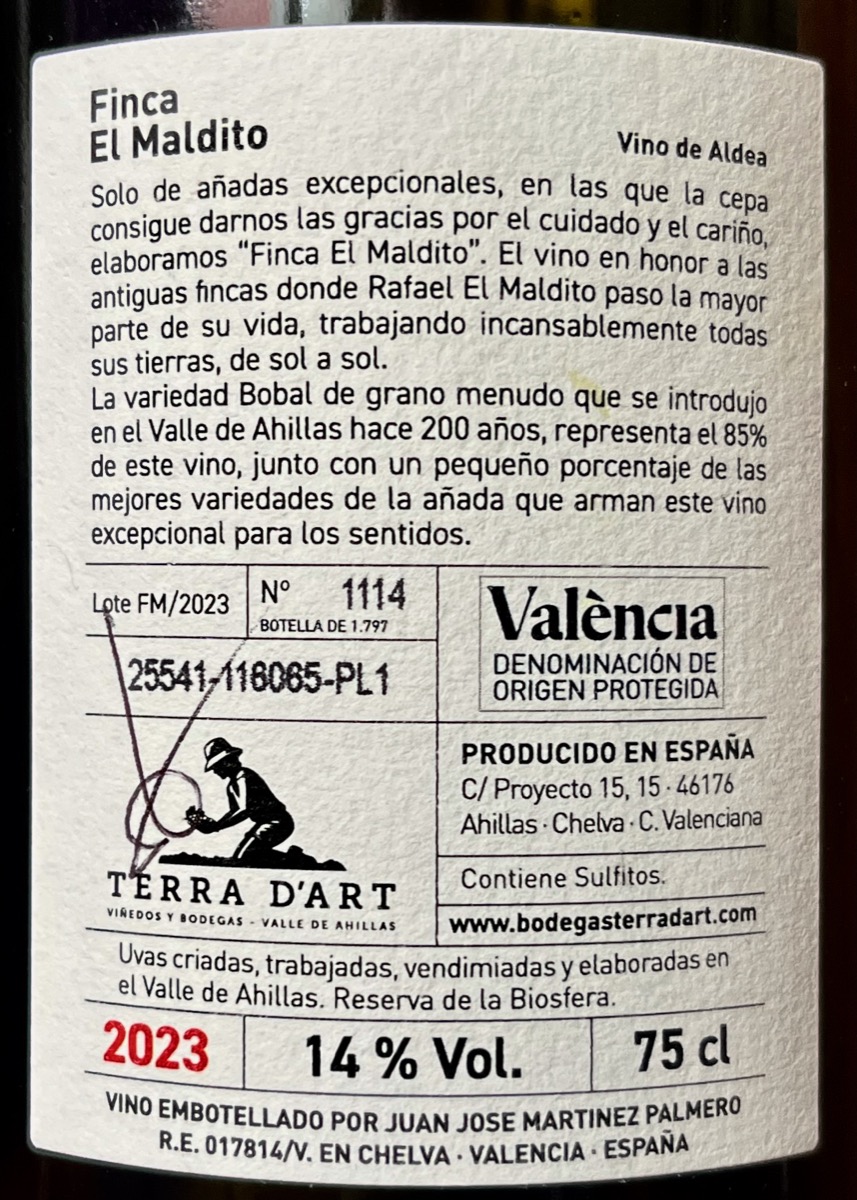 Finca
El Maldito
Vino de Aldea
Solo de añadas excepcionales, en las que la cepa
consigue darnos las gracias por el cuidado y el cariño,
elaboramos “Finca El Maldito”. El vino en honor a las
antiguas fincas donde Rafael El Maldito paso la mayor
parte de su vida, trabajando incansablemente todas
sus tierras, de sol a sol.
La variedad Bobal de grano menudo que se introdujo
en el Valle de Ahillas hace 200 años, representa el 85%
de este vino, junto con un pequeño porcentaje de las
mejores variedades de la añada que arman este vino
excepcional para los sentidos.
Lote FM/2023
Nº 1114
BOTELLA DE 1.797
25541-116065-PL1
València
DENOMINACIÓN DE
ORIGEN PROTEGIDA
TERRA D'ART
VIÑEDOS Y BODEGAS - VALLE DE AHILLAS
PRODUCIDO EN ESPAÑA
C/ Proyecto 15, 15 · 46176
Ahillas · Chelva · C. Valenciana
Contiene Sulfitos.
www.bodegasterradart.com
Uvas criadas, trabajadas, vendimiadas y elaboradas en
el Valle de Ahillas. Reserva de la Biosfera.
2023
14 % Vol.
75 cl
VINO EMBOTELLADO POR JUAN JOSE MARTINEZ PALMERO
R.E. 017814/V. EN CHELVA · VALENCIA · ESPAÑA